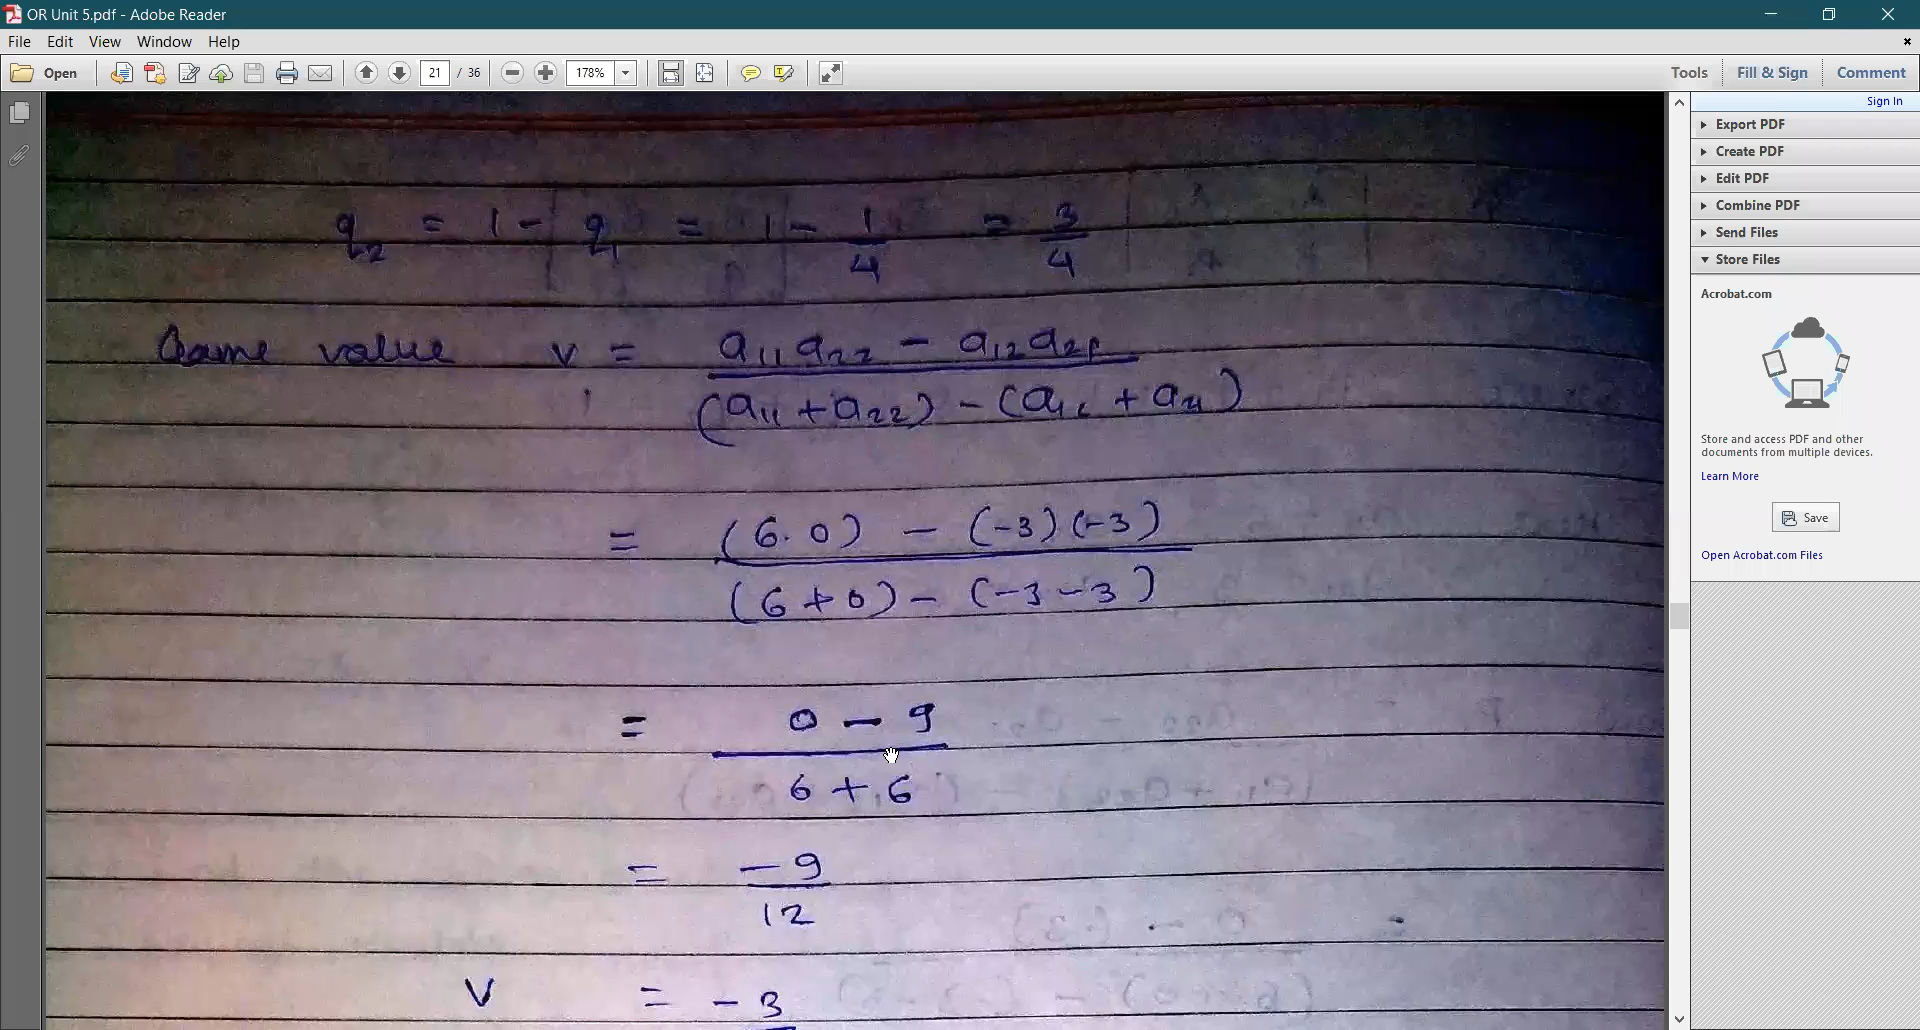 OR Unit 5.pdf - Adobe Reader
File Edit View Window Help
Open 21 / 36 178% Tools Fill & Sign Comment
Sign In
Export PDF
Create PDF
Edit PDF
Combine PDF
Send Files
Store Files
Acrobat.com
Store and access PDF and other
documents from multiple devices.
Learn More
Save
Open Acrobat.com Files
q₂ = 1 - q₁ = 1 - 1/4 = 3/4
Game value v = a₁₁a₂₂ - a₁₂a₂₁
(a₁₁ + a₂₂) - (a₁₂ + a₂₁)
= (6.0) - (-3)(-3)
(6 + 0) - (-3 - 3)
= 0 - 9
6 + 6
= -9
12
V = -3